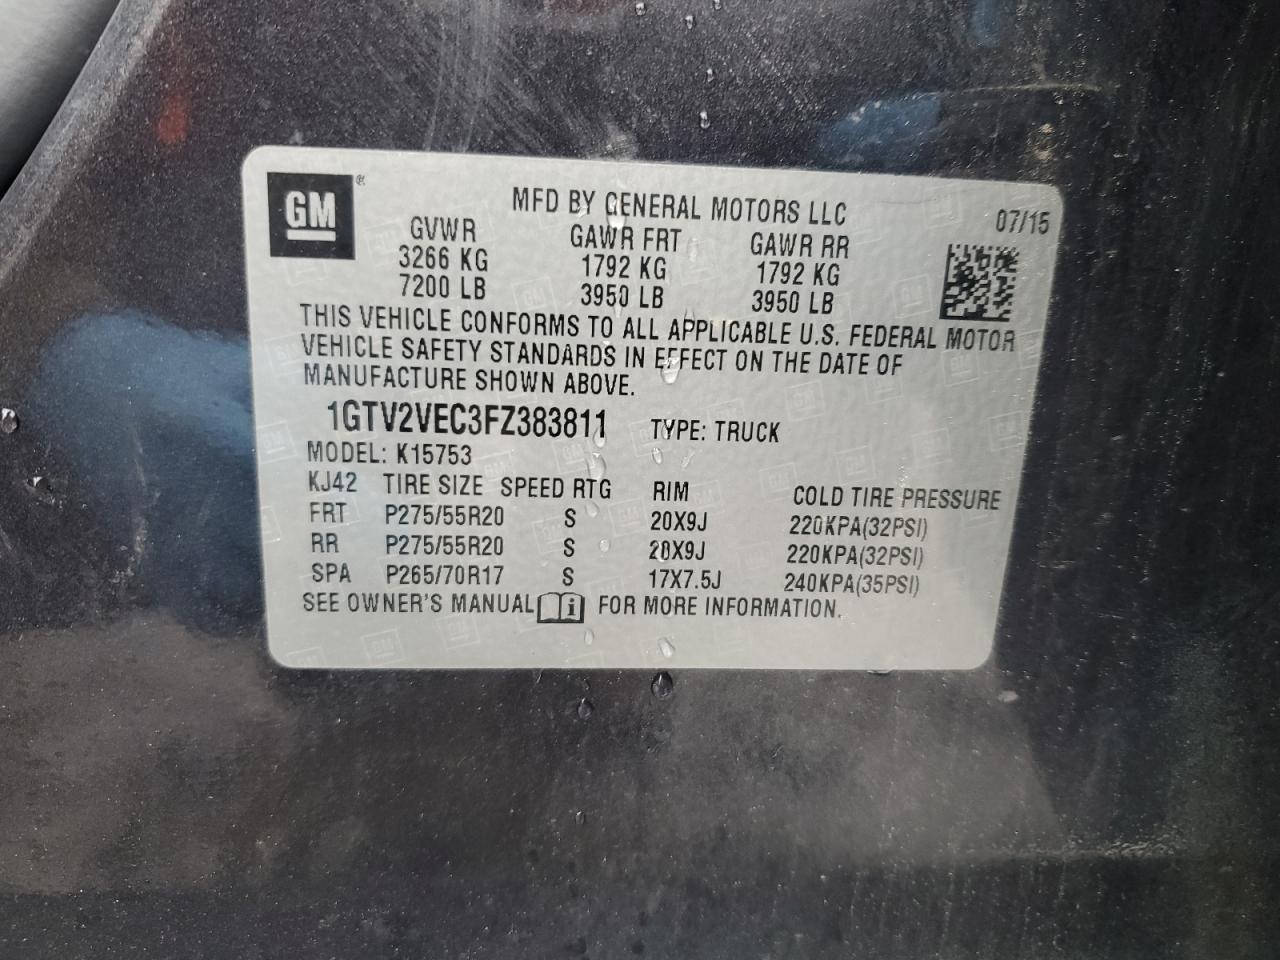 GM ®
MFD BY GENERAL MOTORS LLC
07/15
GVWR GAWR FRT GAWR RR
3266 KG 1792 KG 1792 KG
7200 LB 3950 LB 3950 LB
THIS VEHICLE CONFORMS TO ALL APPLICABLE U.S. FEDERAL MOTOR
VEHICLE SAFETY STANDARDS IN EFFECT ON THE DATE OF
MANUFACTURE SHOWN ABOVE.
1GTV2VEC3FZ383811 TYPE: TRUCK
MODEL: K15753
KJ42 TIRE SIZE SPEED RTG RIM COLD TIRE PRESSURE
FRT P275/55R20 S 20X9J 220KPA(32PSI)
RR P275/55R20 S 20X9J 220KPA(32PSI)
SPA P265/70R17 S 17X7.5J 240KPA(35PSI)
SEE OWNER'S MANUAL FOR MORE INFORMATION.